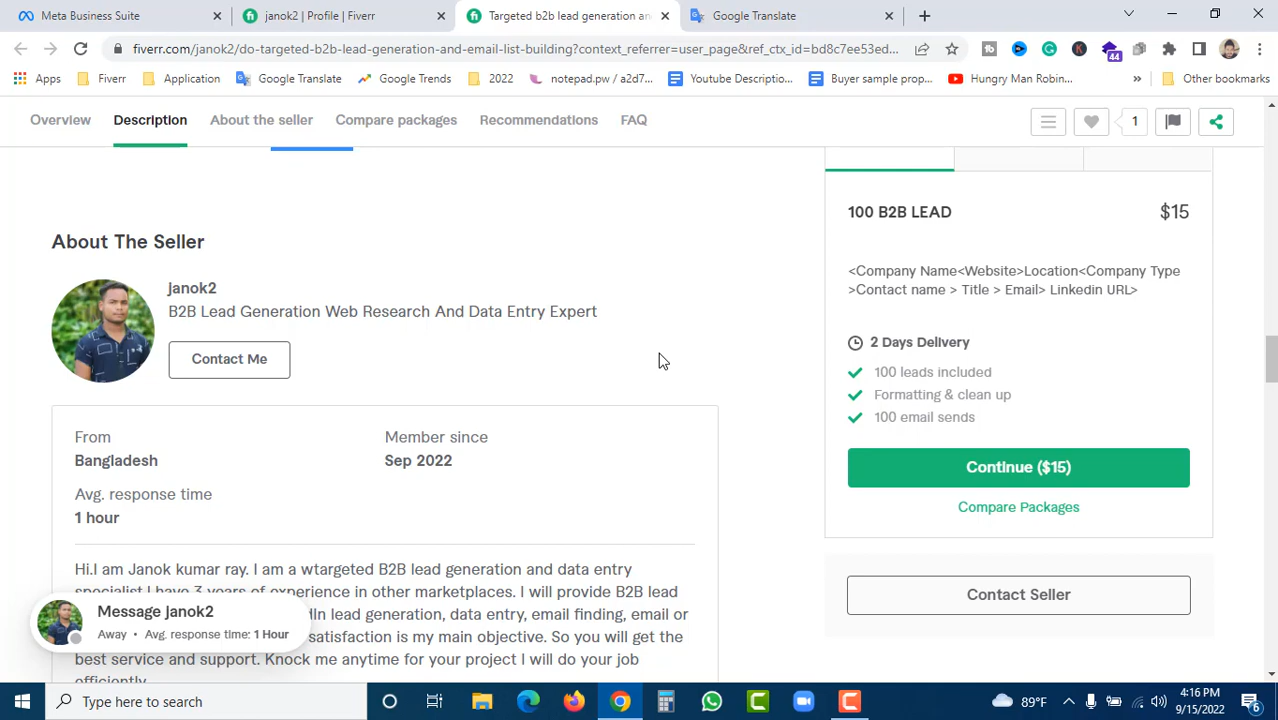 Meta Business Suite
janok2 | Profile | Fiverr
Targeted b2b lead generation an
Google Translate
fiverr.com/janok2/do-targeted-b2b-lead-generation-and-email-list-building?context_referrer=user_page&ref_ctx_id=bd8c7ee53ed...
44
Apps
Fiverr
Application
Google Translate
Google Trends
2022
notepad.pw / a2d7...
Youtube Descriptio...
Buyer sample prop...
Hungry Man Robin...
»
Other bookmarks
Overview
Description
About the seller
Compare packages
Recommendations
FAQ
1
100 B2B LEAD
$15
<Company Name<Website>Location<Company Type
>Contact name > Title > Email> Linkedin URL>
2 Days Delivery
100 leads included
Formatting & clean up
100 email sends
Continue ($15)
Compare Packages
Contact Seller
About The Seller
janok2
B2B Lead Generation Web Research And Data Entry Expert
Contact Me
From
Bangladesh
Member since
Sep 2022
Avg. response time
1 hour
Hi.I am Janok kumar ray. I am a wtargeted B2B lead generation and data entry
specialist I have 3 years of experience in other marketplaces. I will provide B2B lead
dIn lead generation, data entry, email finding, email or
satisfaction is my main objective. So you will get the
best service and support. Knock me anytime for your project I will do your job
efficiently
Message janok2
Away • Avg. response time: 1 Hour
Type here to search
89°F
4:16 PM
9/15/2022
6